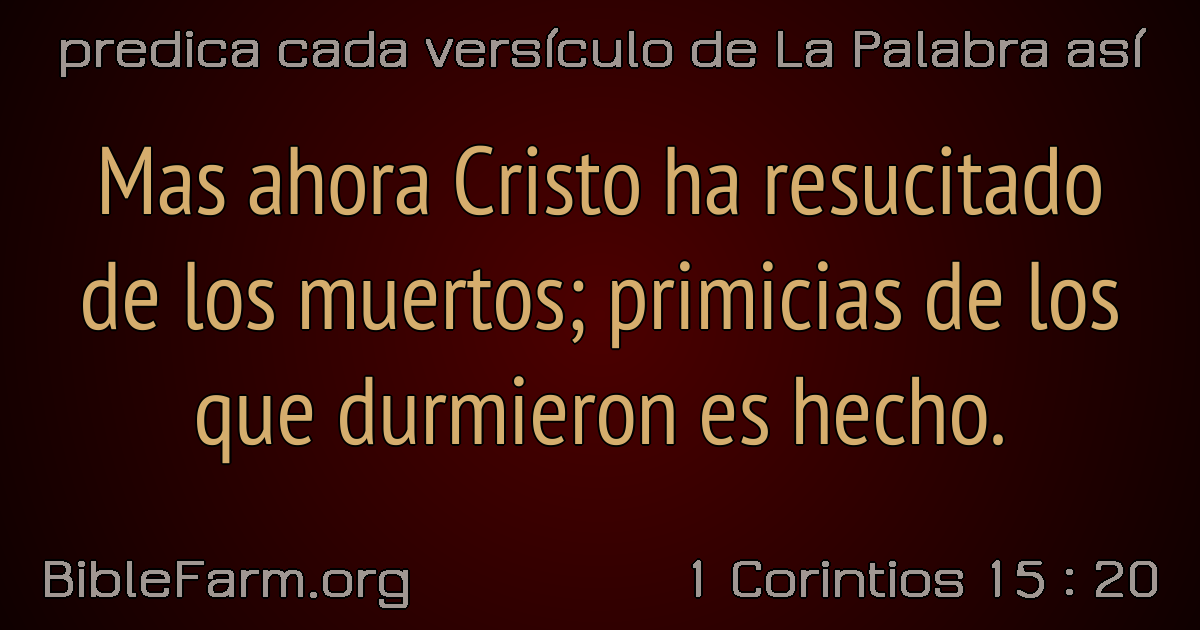 predica cada versículo de La Palabra así
Mas ahora Cristo ha resucitado
de los muertos; primicias de los
que durmieron es hecho.
BibleFarm.org
1 Corintios 15 : 20